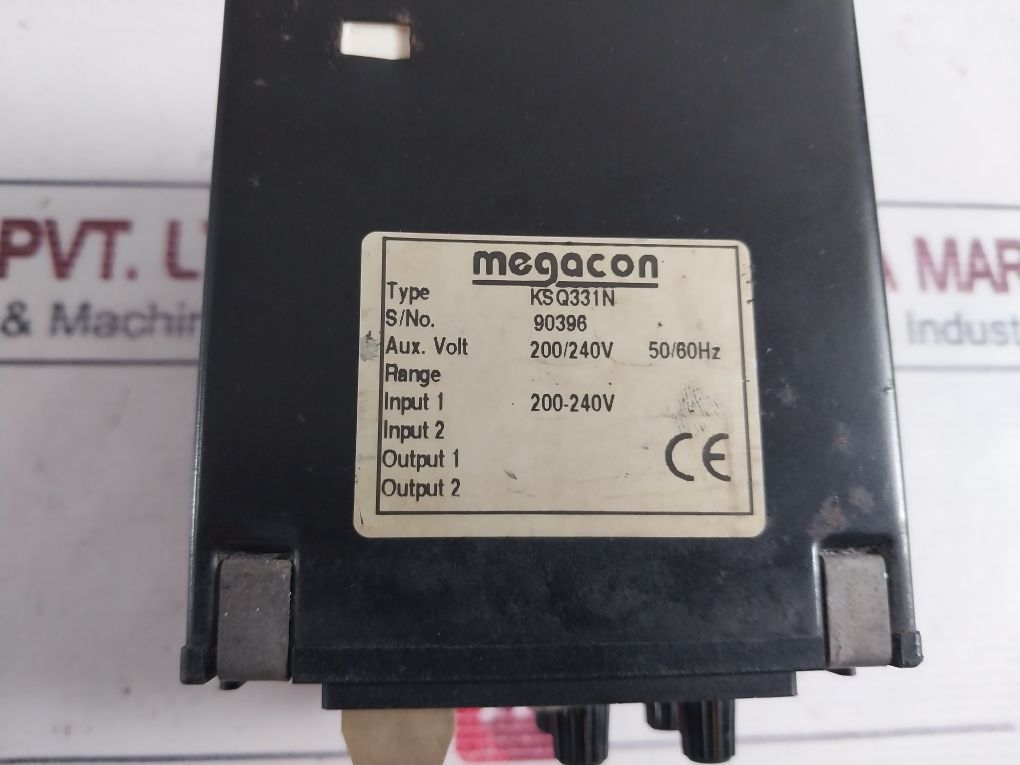 megacon
Type KSQ331N
S/No. 90396
Aux. Volt 200/240V 50/60Hz
Range
Input 1 200-240V
Input 2
Output 1
Output 2
CE
PVT. L
& Machin
A MAR
Indust